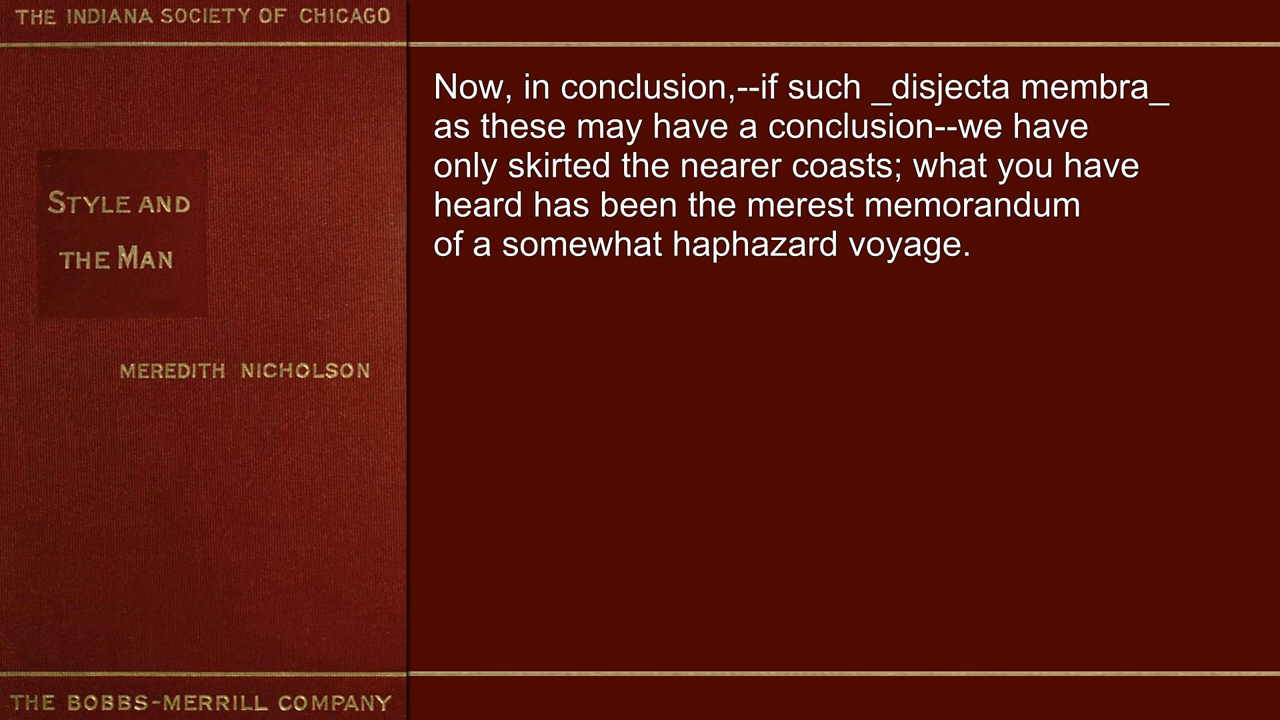 THE INDIANA SOCIETY OF CHICAGO
STYLE AND
THE MAN
MEREDITH NICHOLSON
THE BOBBS-MERRILL COMPANY
Now, in conclusion,--if such _disjecta membra_
as these may have a conclusion--we have
only skirted the nearer coasts; what you have
heard has been the merest memorandum
of a somewhat haphazard voyage.